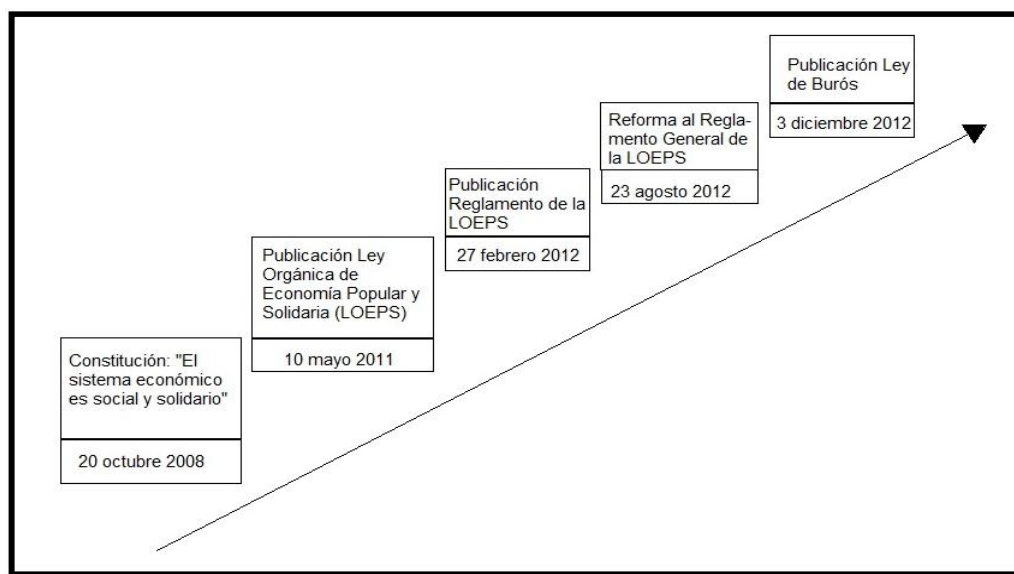 Publicación Ley
de Burós
3 diciembre 2012
Reforma al Regla-
mento General de
la LOEPS
23 agosto 2012
Publicación
Reglamento de la
LOEPS
27 febrero 2012
Publicación Ley
Orgánica de
Economía Popular y
Solidaria (LOEPS)
10 mayo 2011
Constitución: "El
sistema económico
es social y solidario"
20 octubre 2008